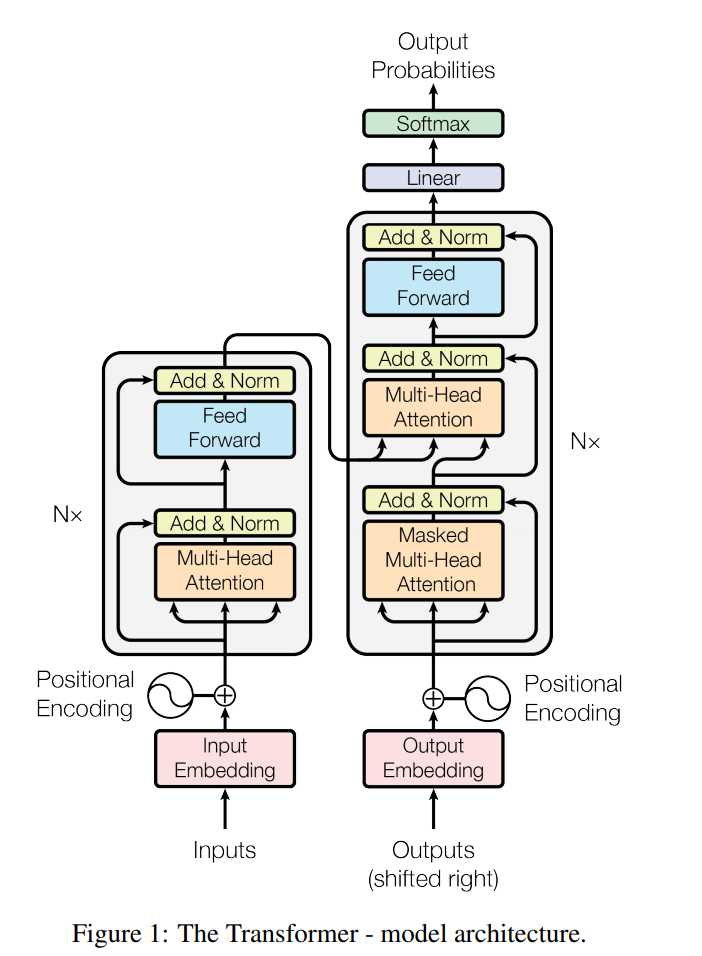 Output
Probabilities
Softmax
Linear
Add & Norm
Feed
Forward
Add & Norm
Multi-Head
Attention
Add & Norm
Masked
Multi-Head
Attention
Nx
Positional
Encoding
Output
Embedding
Outputs
(shifted right)
Add & Norm
Feed
Forward
Add & Norm
Multi-Head
Attention
Nx
Positional
Encoding
Input
Embedding
Inputs
Figure 1: The Transformer - model architecture.